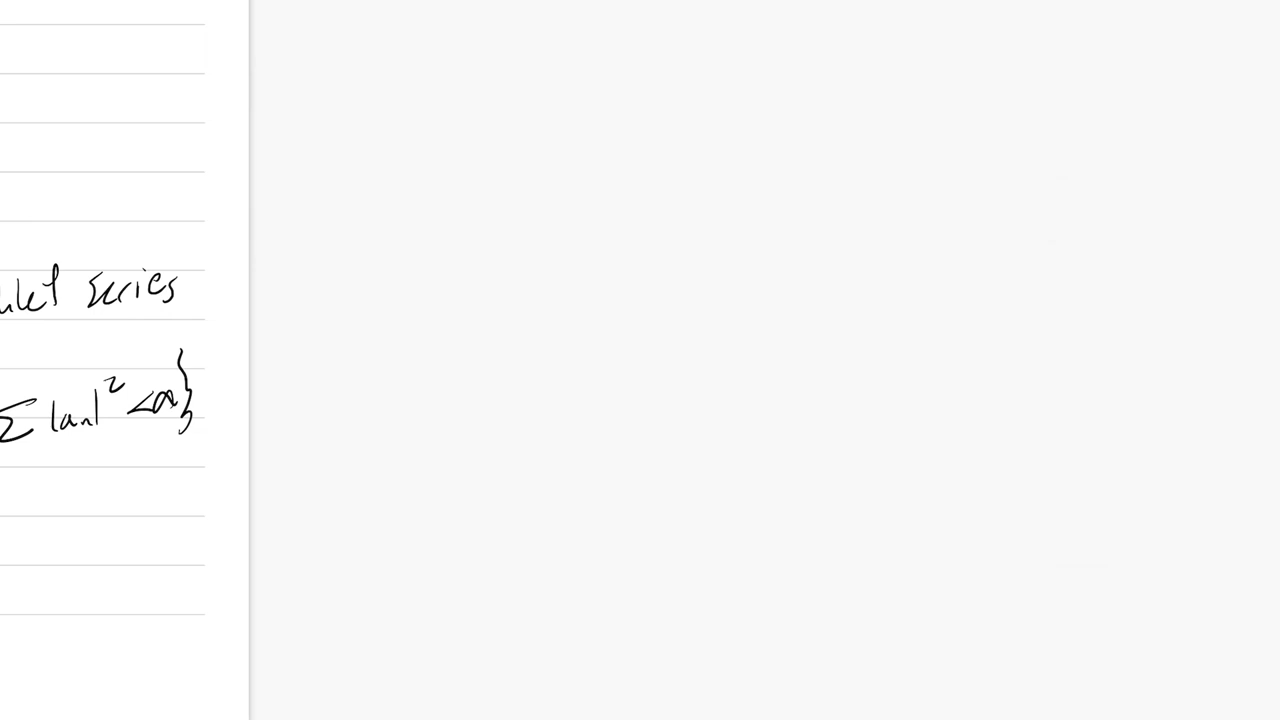 series
Σ |an|² <∞}